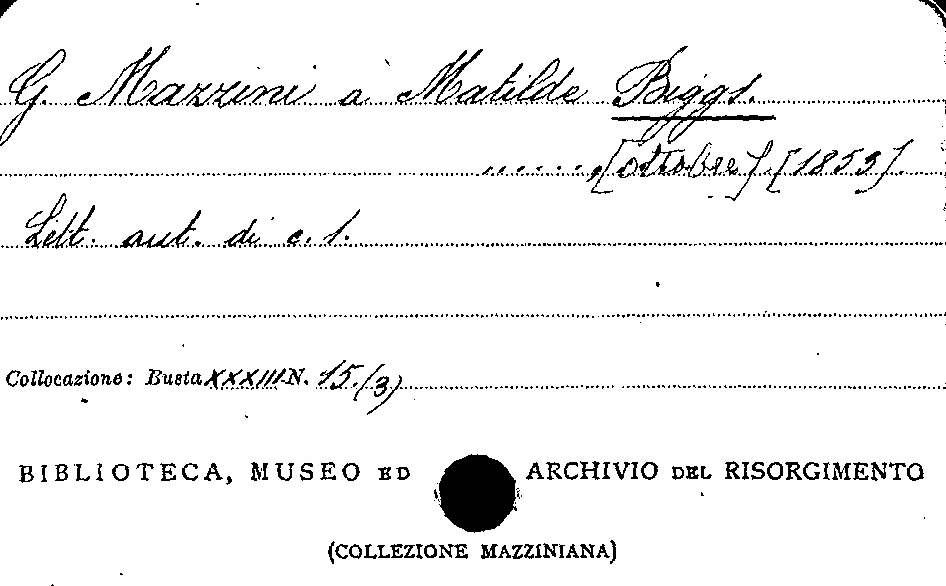 G. Mazzini a Matilde Biggs.
......, [ottobre] [1853].
Lett. aut. di c. 1.
Collocazione: Busta XXXIII N. 15./3)
BIBLIOTECA, MUSEO ED ARCHIVIO DEL RISORGIMENTO
(COLLEZIONE MAZZINIANA)